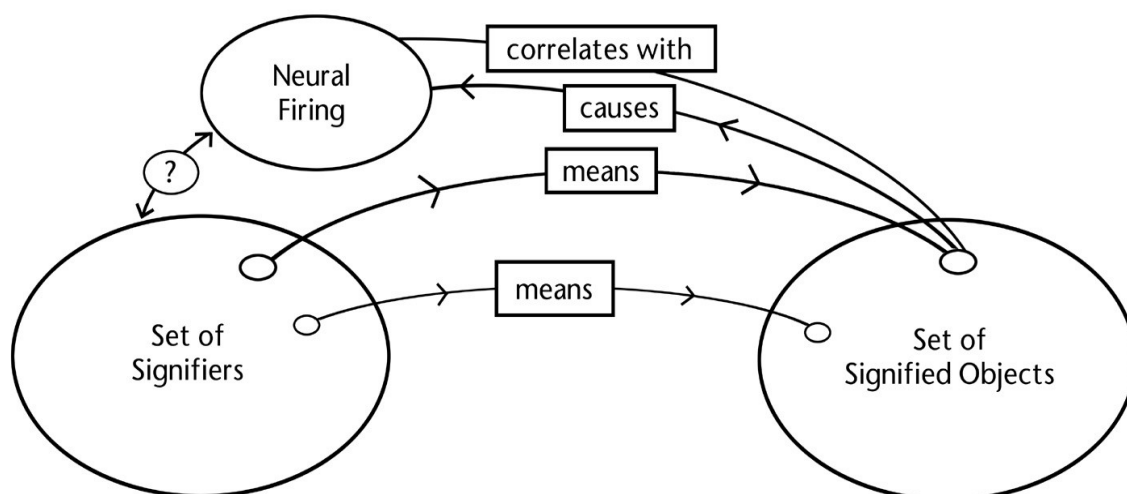 correlates with
Neural
Firing
causes
?
means
means
Set of
Signifiers
Set of
Signified Objects